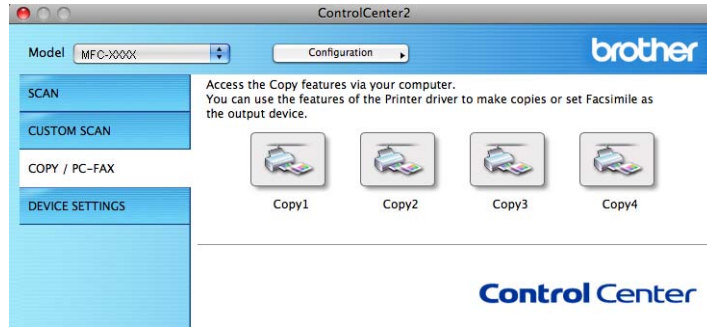 ControlCenter2
Model MFC-XXXX Configuration brother
SCAN
CUSTOM SCAN
COPY / PC-FAX
DEVICE SETTINGS
Access the Copy features via your computer.
You can use the features of the Printer driver to make copies or set Facsimile as
the output device.
Copy1 Copy2 Copy3 Copy4
Control Center